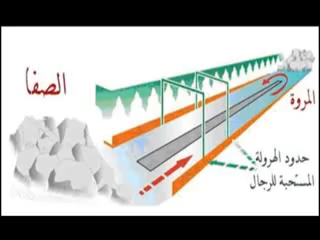 الصفا
المروة
حدود الهرولة
المستحبة للرجال